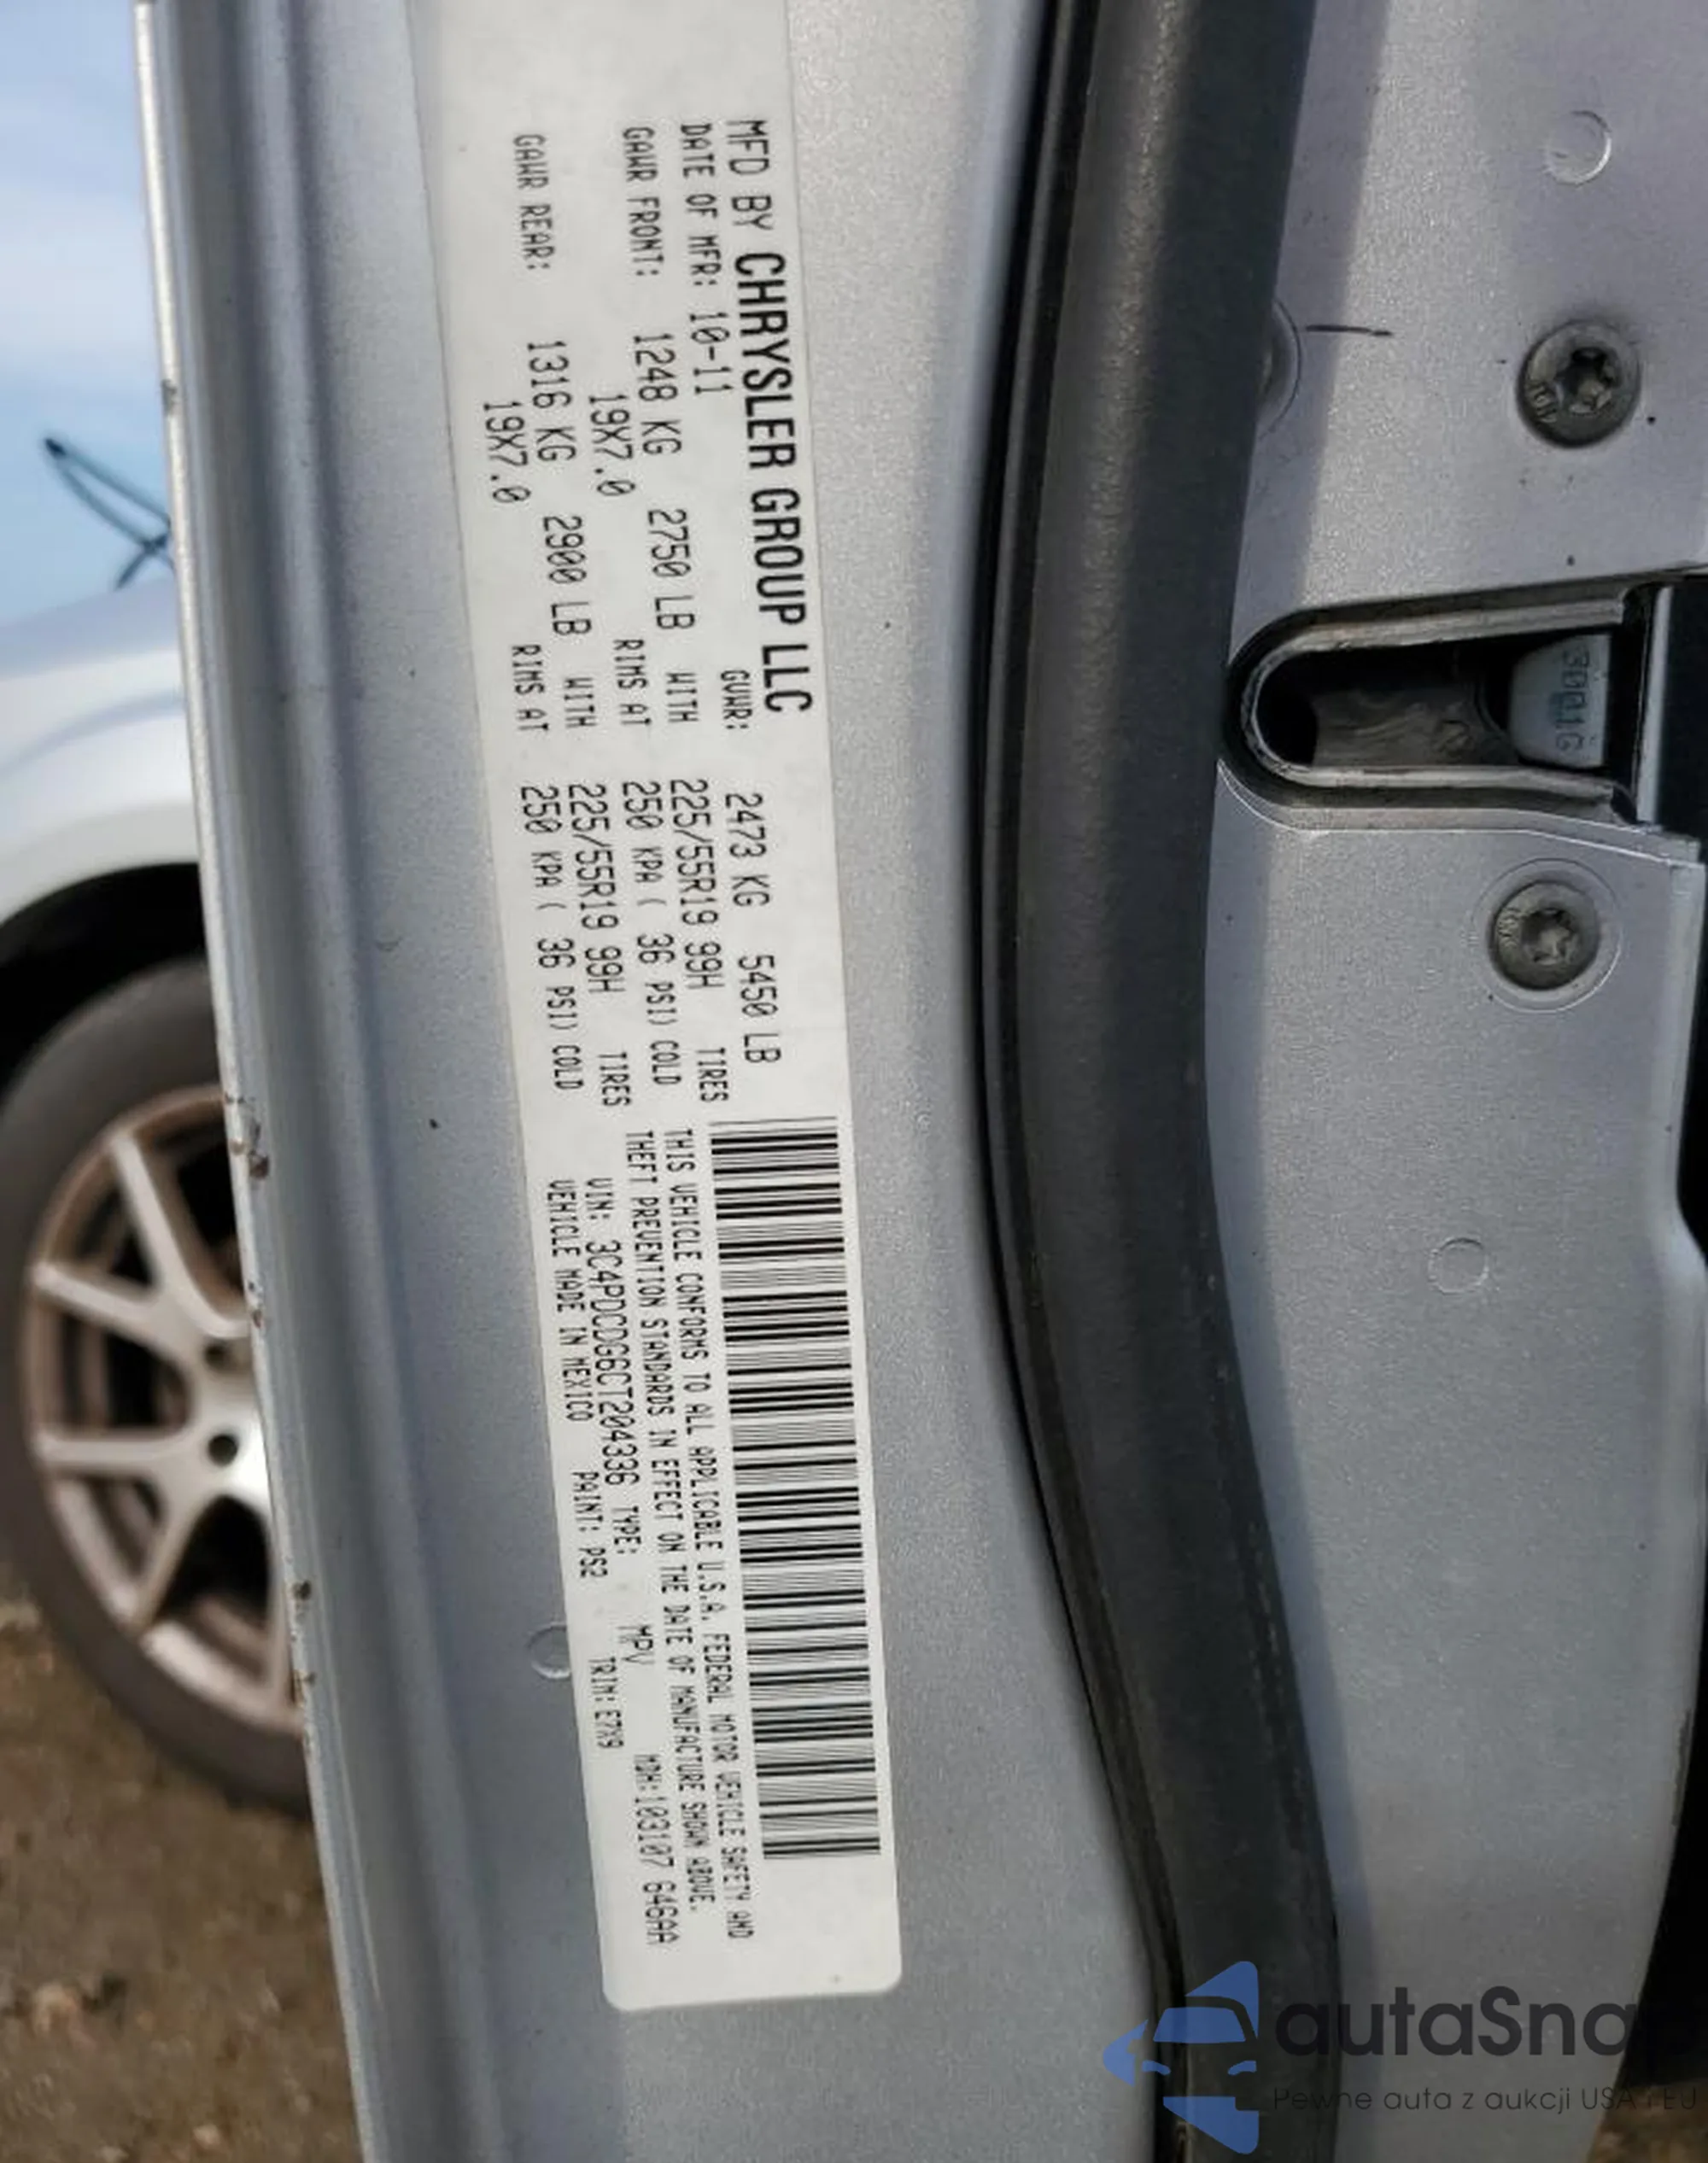 MFD BY CHRYSLER GROUP LLC
DATE OF MFR: 10-11 GVWR: 2473 KG 5450 LB
GAWR FRONT: 1248 KG 2750 LB WITH 225/55R19 99H TIRES
19X7.0 RIMS AT 250 KPA ( 36 PSI) COLD
GAWR REAR: 1316 KG 2900 LB WITH 225/55R19 99H TIRES
19X7.0 RIMS AT 250 KPA ( 36 PSI) COLD
THIS VEHICLE CONFORMS TO ALL APPLICABLE U.S.A. FEDERAL MOTOR VEHICLE SAFETY AND
THEFT PREVENTION STANDARDS IN EFFECT ON THE DATE OF MANUFACTURE SHOWN ABOVE.
VIN: 3C4PDCDG6CT204336 TYPE: MPV MDH:103107 846AA
VEHICLE MADE IN MEXICO PAINT: PS2 TRIM: E7X9
3001G
autaSna
Pewne auta z aukcji USA i EU